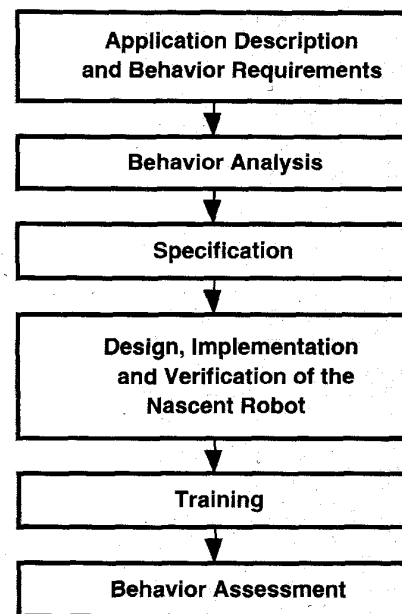 Application Description
and Behavior Requirements
Behavior Analysis
Specification
Design, Implementation
and Verification of the
Nascent Robot
Training
Behavior Assessment